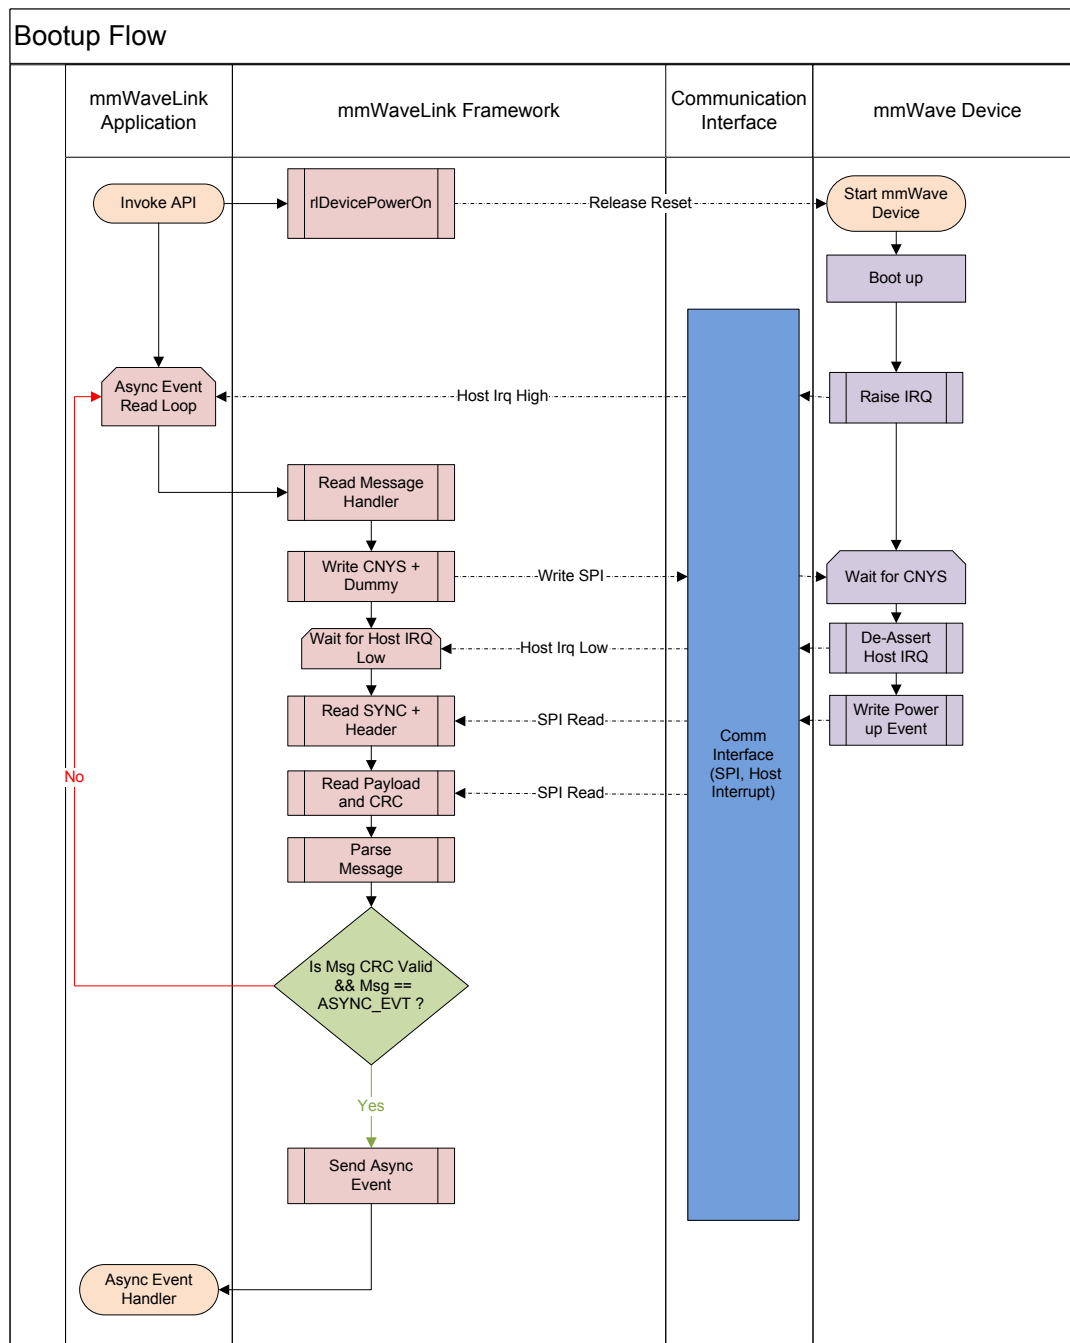 Bootup Flow
mmWaveLink
Application
mmWaveLink Framework
Communication
Interface
mmWave Device
Invoke API
rlDevicePowerOn
Release Reset
Start mmWave
Device
Boot up
Async Event
Read Loop
Host Irq High
Raise IRQ
Read Message
Handler
Write CNYS +
Dummy
Write SPI
Wait for CNYS
Wait for Host IRQ
Low
Host Irq Low
De-Assert
Host IRQ
Read SYNC +
Header
SPI Read
Write Power
up Event
Comm
Interface
(SPI, Host
Interrupt)
No
Read Payload
and CRC
SPI Read
Parse
Message
Is Msg CRC Valid
&& Msg ==
ASYNC_EVT ?
Yes
Send Async
Event
Async Event
Handler